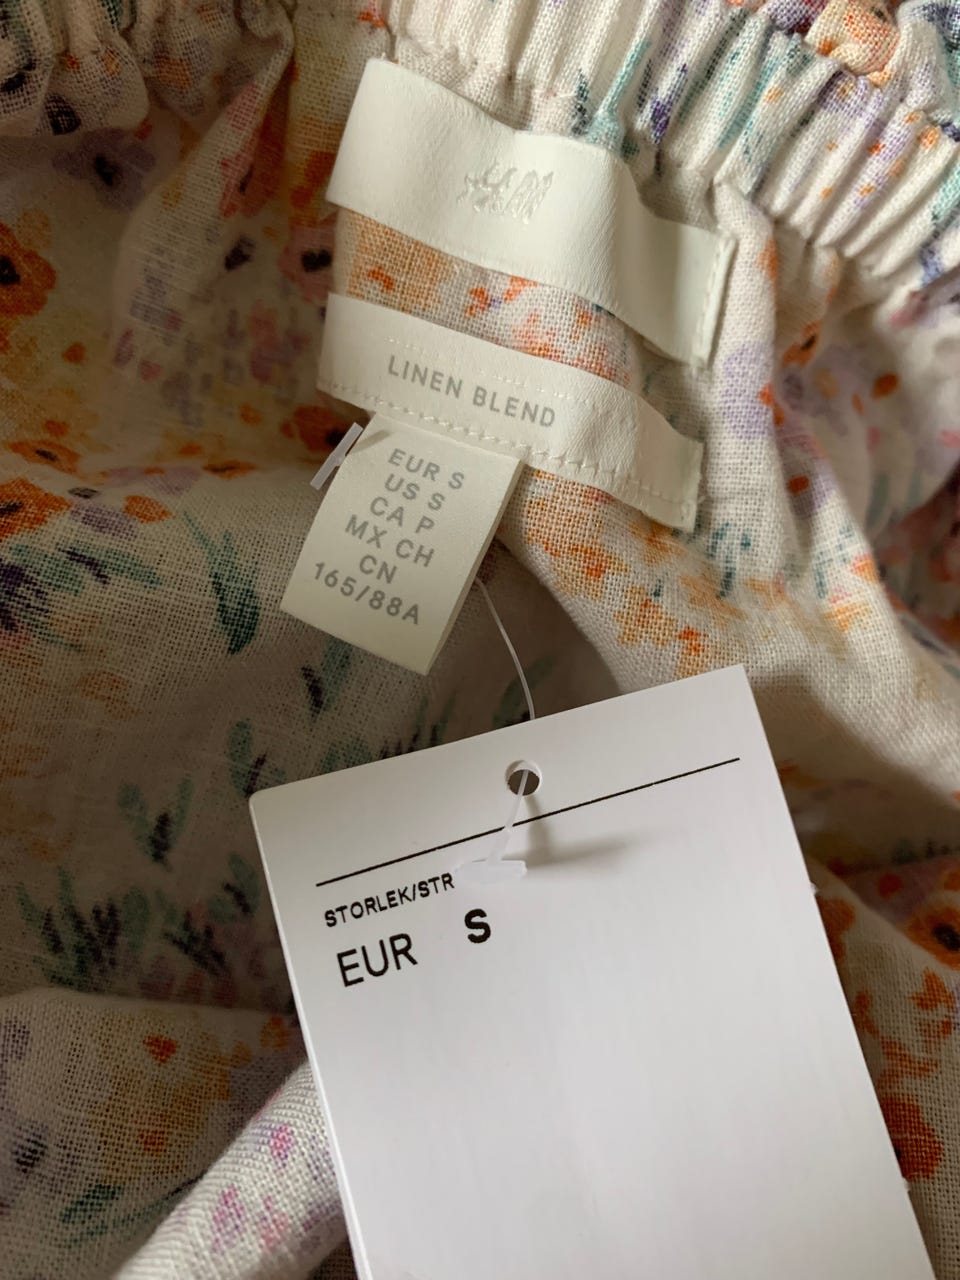 H&M
LINEN BLEND
EUR S
US S
CA P
MX CH
CN
165/88A
STORLEK/STR
EUR S